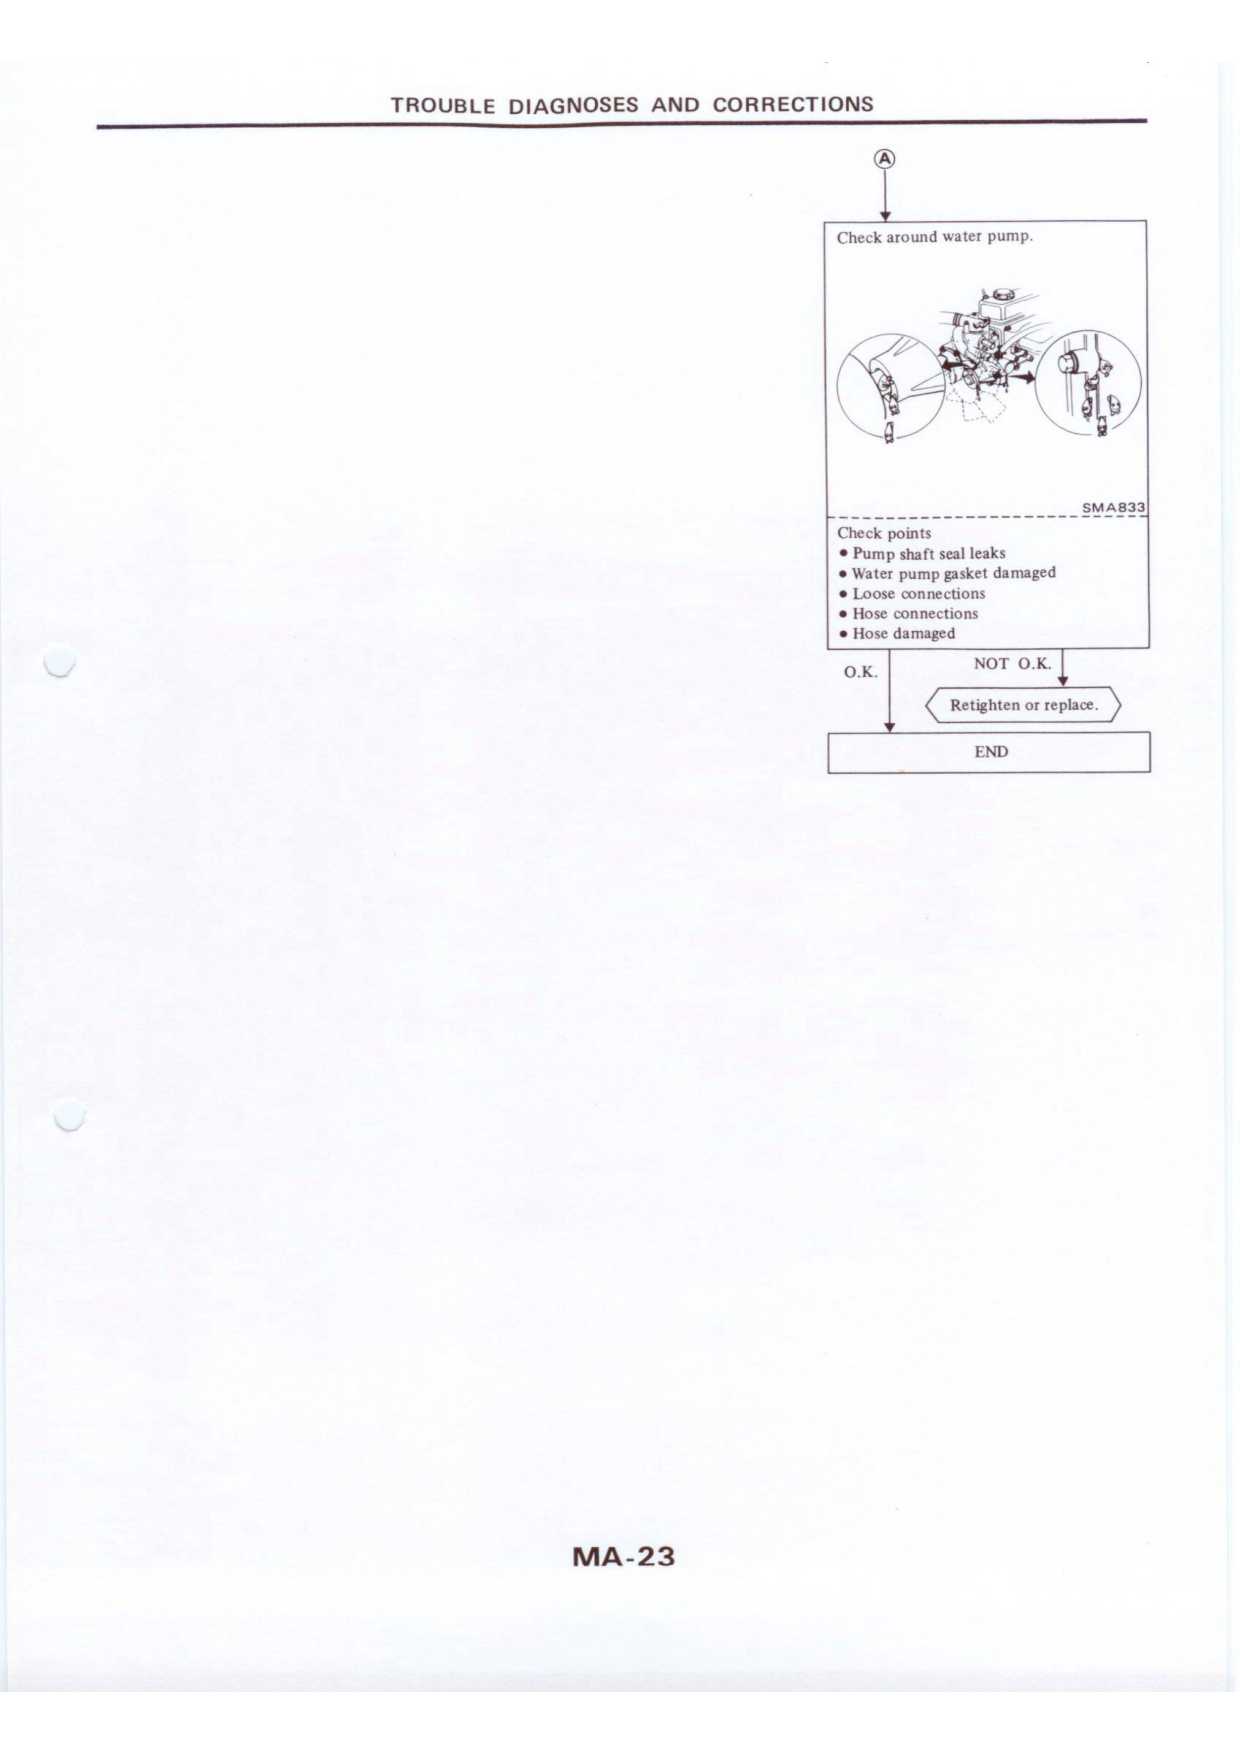 TROUBLE DIAGNOSES AND CORRECTIONS
A
Check around water pump.
SMA833
Check points
• Pump shaft seal leaks
• Water pump gasket damaged
• Loose connections
• Hose connections
• Hose damaged
O.K.
NOT O.K.
Retighten or replace.
END
MA-23